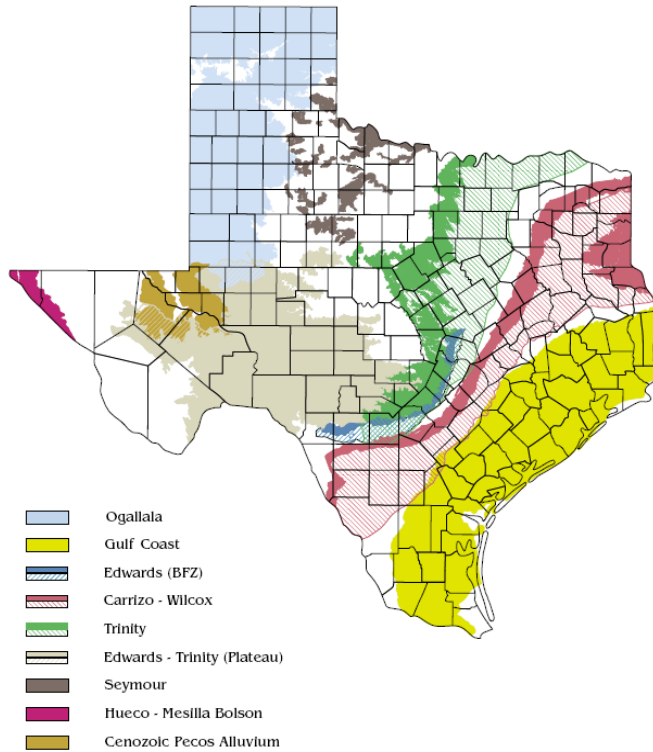 Ogallala
Gulf Coast
Edwards (BFZ)
Carrizo - Wilcox
Trinity
Edwards - Trinity (Plateau)
Seymour
Hueco - Mesilla Bolson
Cenozoic Pecos Alluvium